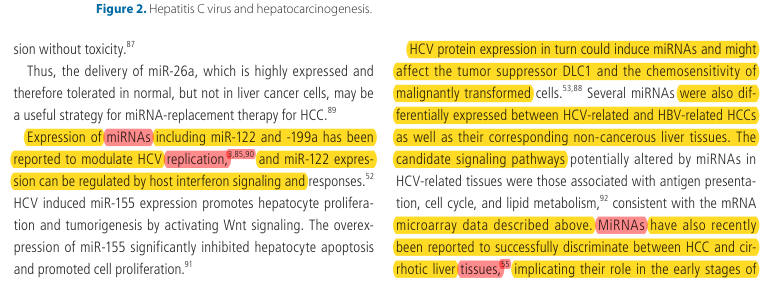 Figure 2. Hepatitis C virus and hepatocarcinogenesis.
sion without toxicity.87
Thus, the delivery of miR-26a, which is highly expressed and
therefore tolerated in normal, but not in liver cancer cells, may be
a useful strategy for miRNA-replacement therapy for HCC.89
Expression of miRNAs including miR-122 and -199a has been
reported to modulate HCV replication,8,85,90 and miR-122 expres-
sion can be regulated by host interferon signaling and responses.52
HCV induced miR-155 expression promotes hepatocyte prolifera-
tion and tumorigenesis by activating Wnt signaling. The overex-
pression of miR-155 significantly inhibited hepatocyte apoptosis
and promoted cell proliferation.91
HCV protein expression in turn could induce miRNAs and might
affect the tumor suppressor DLC1 and the chemosensitivity of
malignantly transformed cells.53,88 Several miRNAs were also dif-
ferentially expressed between HCV-related and HBV-related HCCs
as well as their corresponding non-cancerous liver tissues. The
candidate signaling pathways potentially altered by miRNAs in
HCV-related tissues were those associated with antigen presenta-
tion, cell cycle, and lipid metabolism,92 consistent with the mRNA
microarray data described above. MiRNAs have also recently
been reported to successfully discriminate between HCC and cir-
rhotic liver tissues,55 implicating their role in the early stages of